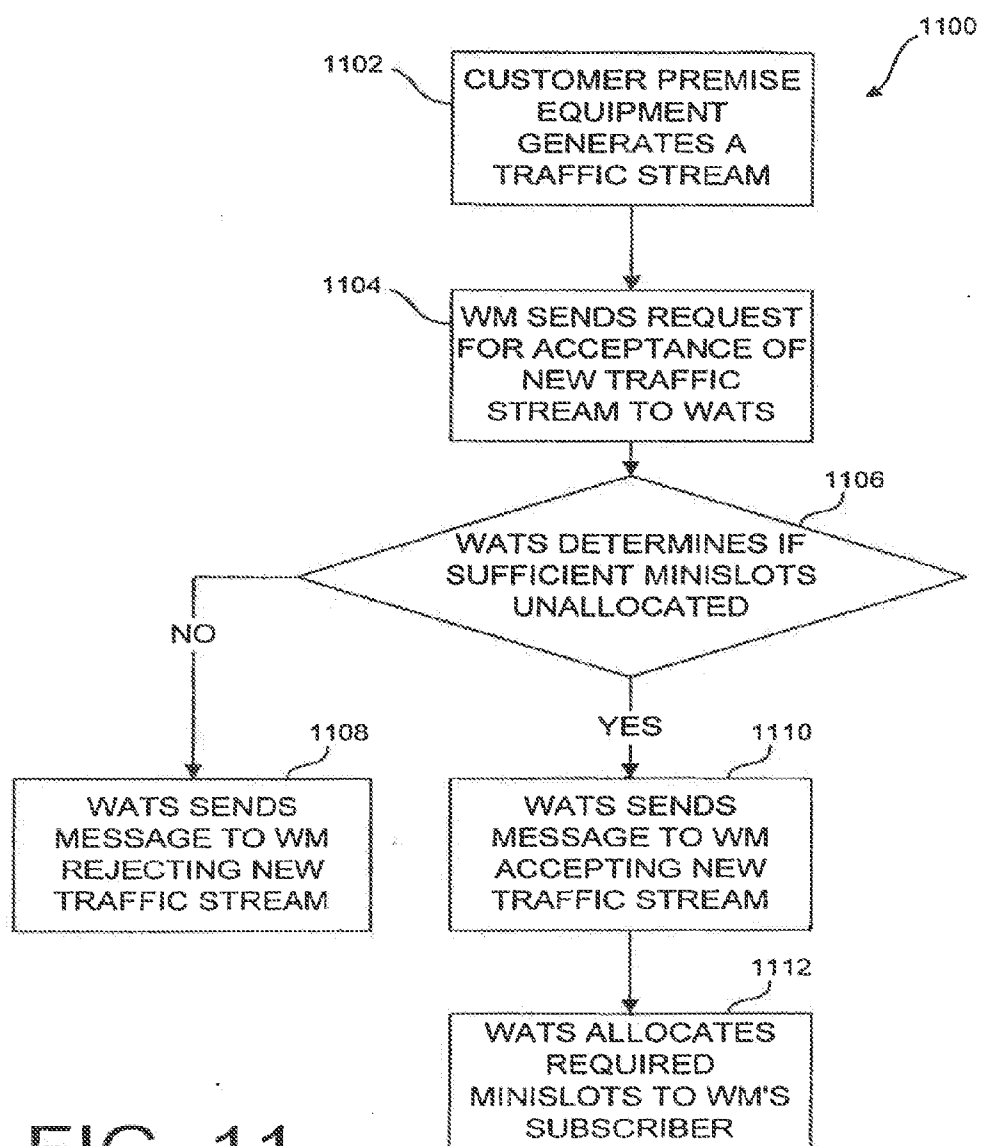 1100
1102
CUSTOMER PREMISE
EQUIPMENT
GENERATES A
TRAFFIC STREAM
1104
WM SENDS REQUEST
FOR ACCEPTANCE OF
NEW TRAFFIC
STREAM TO WATS
1106
WATS DETERMINES IF
SUFFICIENT MINISLOTS
UNALLOCATED
NO
YES
1108
WATS SENDS
MESSAGE TO WM
REJECTING NEW
TRAFFIC STREAM
1110
WATS SENDS
MESSAGE TO WM
ACCEPTING NEW
TRAFFIC STREAM
1112
WATS ALLOCATES
REQUIRED
MINISLOTS TO WM'S
SUBSCRIBER
FIG. 11